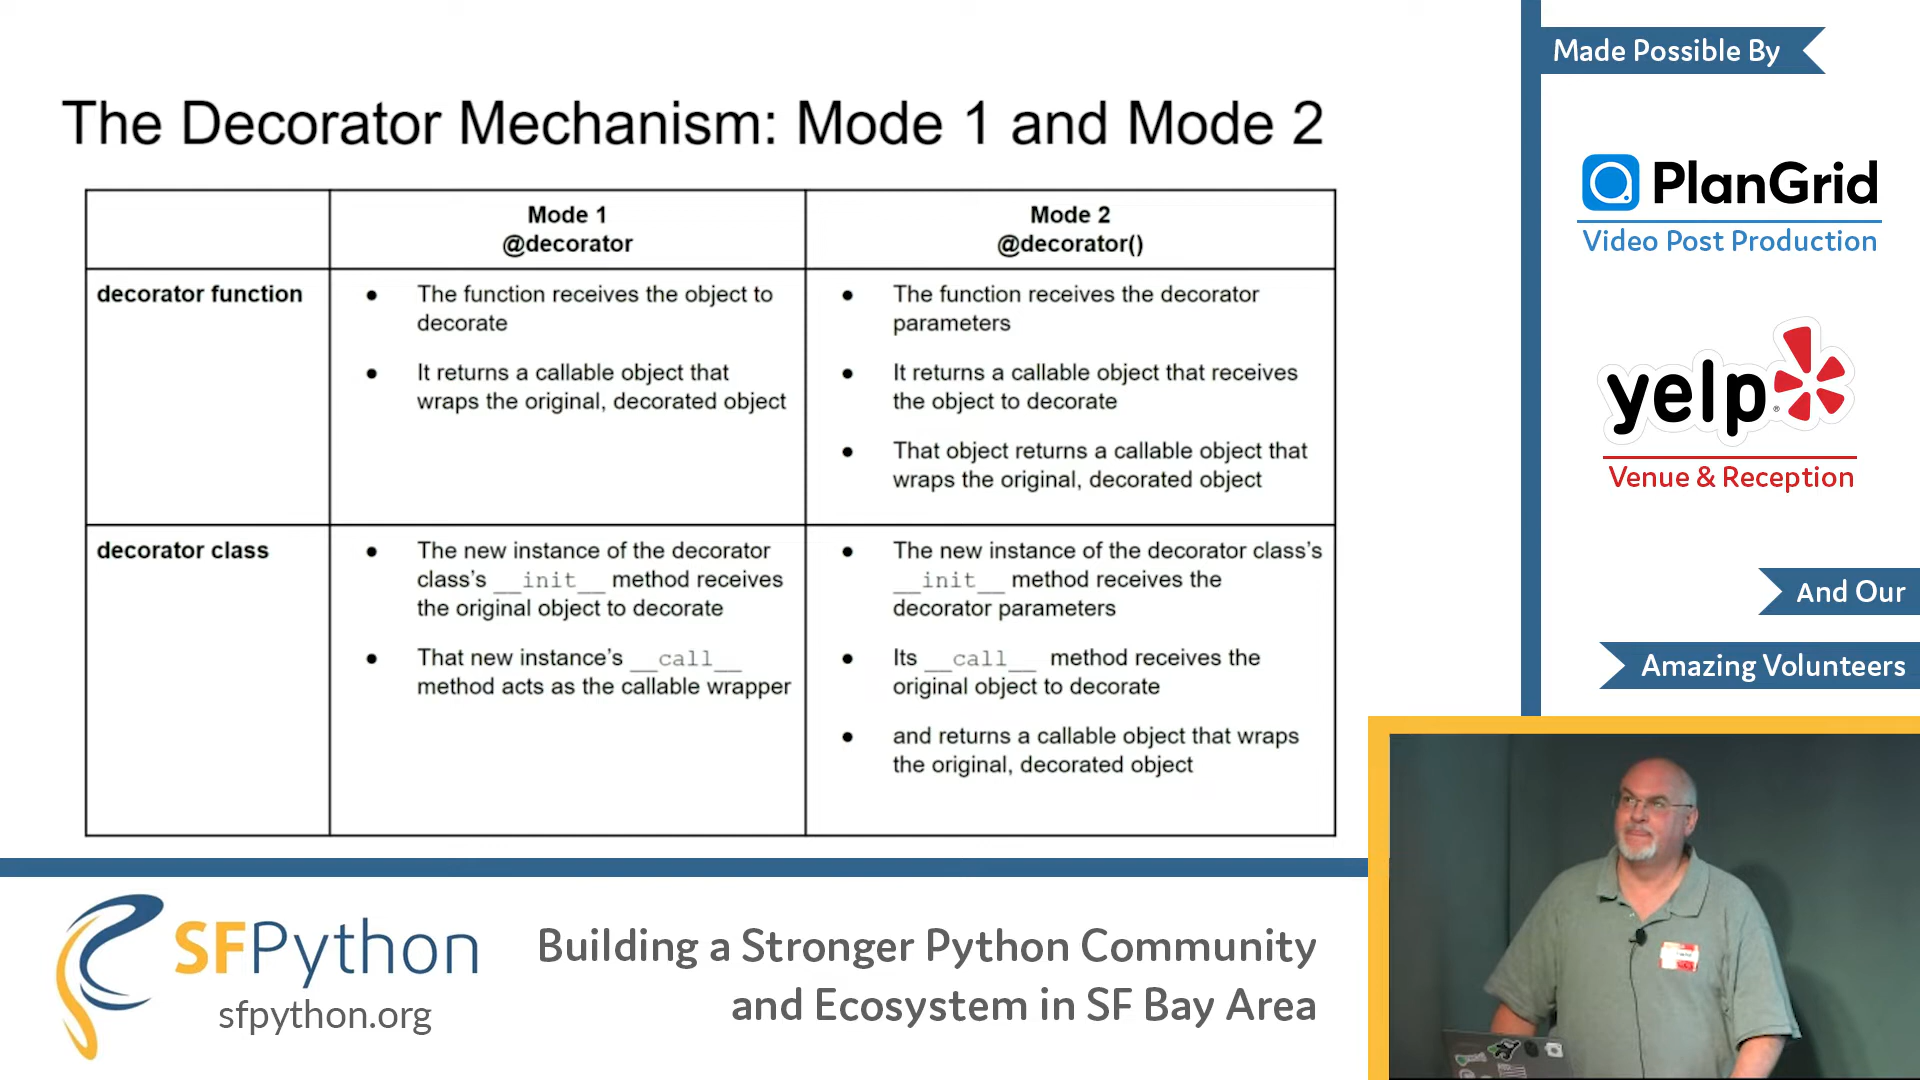 The Decorator Mechanism: Mode 1 and Mode 2
Mode 1
@decorator
Mode 2
@decorator()
decorator function
● The function receives the object to
decorate
● It returns a callable object that
wraps the original, decorated object
● The function receives the decorator
parameters
● It returns a callable object that receives
the object to decorate
● That object returns a callable object that
wraps the original, decorated object
decorator class
● The new instance of the decorator
class’s __init__ method receives
the original object to decorate
● That new instance’s __call__
method acts as the callable wrapper
● The new instance of the decorator class’s
__init__ method receives the
decorator parameters
● Its __call__ method receives the
original object to decorate
● and returns a callable object that wraps
the original, decorated object
Made Possible By
PlanGrid
Video Post Production
yelp
Venue & Reception
And Our
Amazing Volunteers
SFPython
sfpython.org
Building a Stronger Python Community
and Ecosystem in SF Bay Area